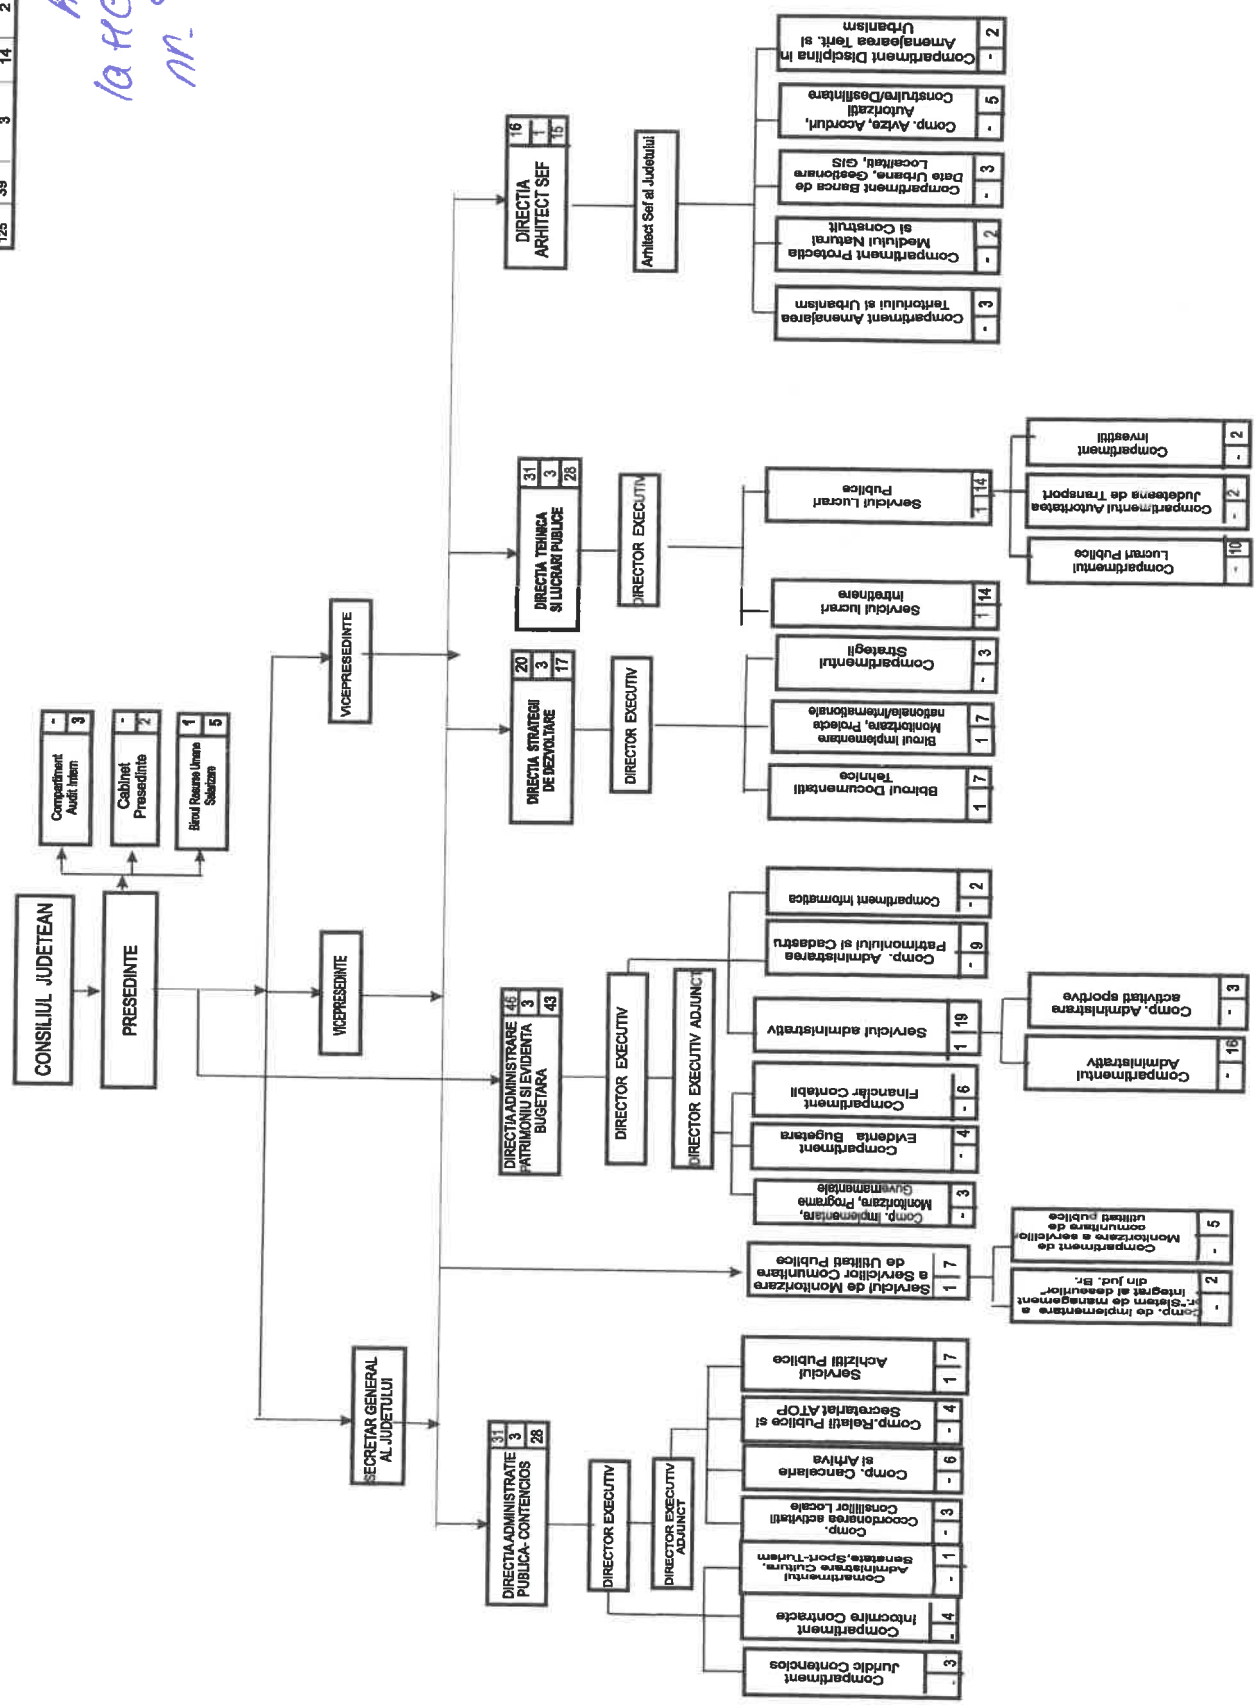 125 39 3 14 2
la HC
nr.
CONSILIUL JUDETEAN
PRESEDINTE
Compartiment
Audit Intern
-
3
Cabinet
Presedinte
-
2
Biroul Resurse Umane
Salarizare
1
5
SECRETAR GENERAL
AL JUDETULUI
VICEPRESEDINTE
VICEPRESEDINTE
DIRECTIA ADMINISTRATIE
PUBLICA- CONTENCIOS
31
3
28
DIRECTIA ADMINISTRARE
PATRIMONIU SI EVIDENTA
BUGETARA
46
3
43
DIRECTIA STRATEGII
DE DEZVOLTARE
20
3
17
DIRECTIA TEHNICA
SI LUCRARI PUBLICE
31
3
28
DIRECTIA
ARHITECT SEF
16
1
15
DIRECTOR EXECUTIV
DIRECTOR EXECUTIV
ADJUNCT
DIRECTOR EXECUTIV
DIRECTOR EXECUTIV ADJUNCT
DIRECTOR EXECUTIV
DIRECTOR EXECUTIV
Arhitect Sef al Judetului
Compartiment
Juridic Contencios
- 3
Compartiment
Intocmire Contracte
- 4
Comartimentul
Administrare Cultura,
Sanatate,Sport-Turism
- 1
Comp.
Ccoordonarea activitatii
Consiliilor Locale
- 3
Comp. Cancelarie
si Arhiva
- 6
Comp.Relatii Publice si
Secretariat ATOP
- 4
Serviciul
Achizitii Publice
1 7
Serviciul de Monitorizare
a Serviciilor Comunitare
de Utilitati Publice
1 7
Comp. de implementare a
pr."Sistem de management
integrat al deseurilor"
din jud. Br.
- 2
Compartiment de
Monitorizare a serviciilor
comunitare de
utilitati publice
- 5
Comp. Implementare,
Monitorizare, Programe
Guvernamentale
- 3
Compartiment
Evidenta Bugetara
- 4
Compartiment
Financiar Contabil
- 6
Serviciul administrativ
1 19
Compartimentul
Administrativ
- 16
Comp. Administrare
activitati sportive
- 3
Comp. Administrarea
Patrimoniului si Cadastru
- 9
Compartiment Informatica
- 2
Bbiroul Documentatii
Tehnice
1 7
Biroul Implementare
Monitorizare, Proiecte
nationale/internationale
1 7
Compartimentul
Strategii
- 3
Serviciul lucrari
intretinere
1 14
Serviciul Lucrari
Publice
1 14
Compartimentul
Lucrari Publice
- 10
Compartimentul Autoritatea
Judeteana de Transport
- 2
Compartiment
Investitii
- 2
Compartiment Amenajarea
Teritoriului si Urbanism
- 3
Compartiment Protectia
Mediului Natural
si Construit
- 2
Compartiment Banca de
Date Urbane, Gestionare
Localitati, GIS
- 3
Comp. Avize, Acorduri,
Autorizatii
Construire/Desfiintare
- 5
Compartiment Disciplina in
Amenajearea Terit. si
Urbanism
- 2